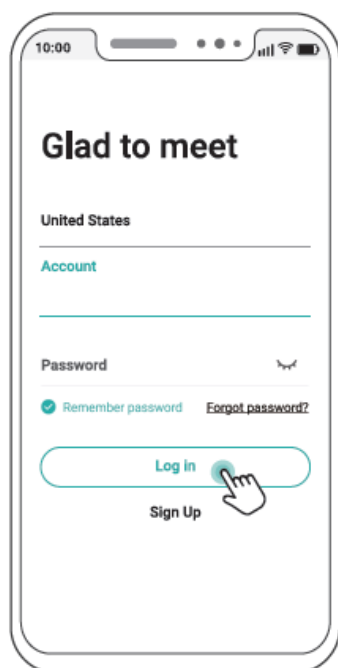 10:00
Glad to meet
United States
Account
Password
Remember password Forgot password?
Log in
Sign Up